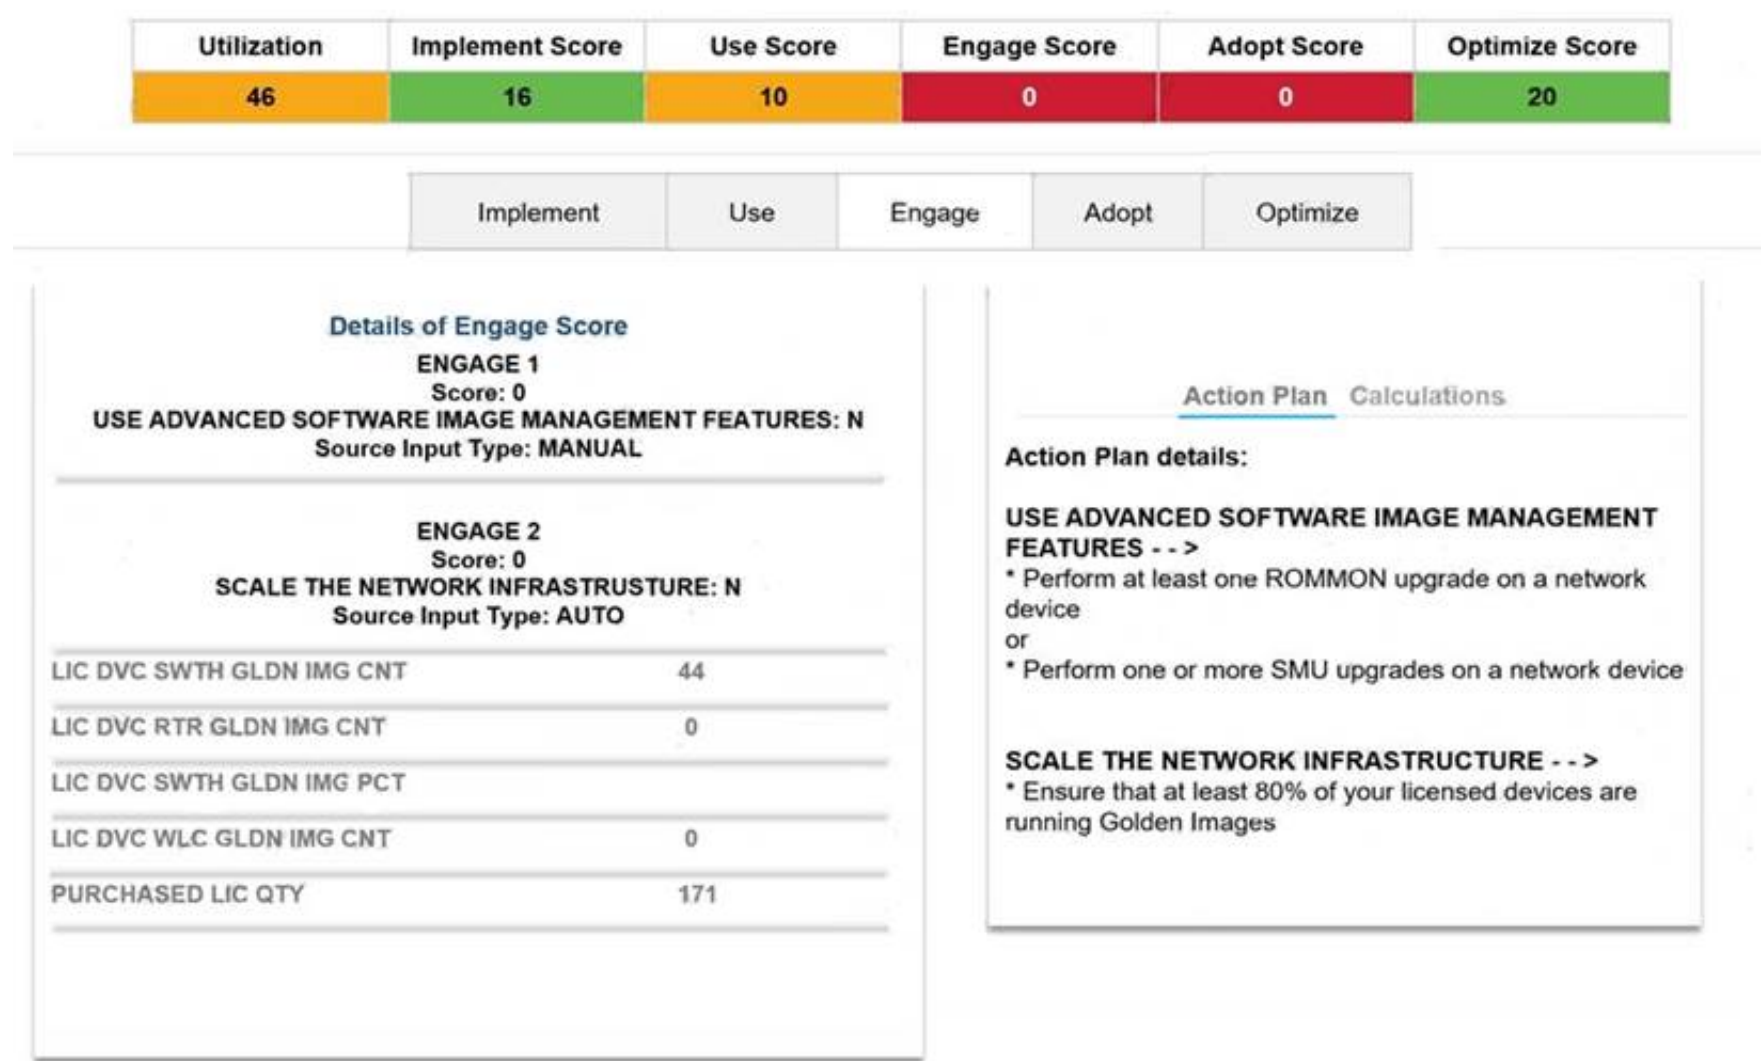 Utilization Implement Score Use Score Engage Score Adopt Score Optimize Score
46 16 10 0 0 20
Implement Use Engage Adopt Optimize
Details of Engage Score
ENGAGE 1
Score: 0
USE ADVANCED SOFTWARE IMAGE MANAGEMENT FEATURES: N
Source Input Type: MANUAL
ENGAGE 2
Score: 0
SCALE THE NETWORK INFRASTRUSTURE: N
Source Input Type: AUTO
LIC DVC SWTH GLDN IMG CNT 44
LIC DVC RTR GLDN IMG CNT 0
LIC DVC SWTH GLDN IMG PCT
LIC DVC WLC GLDN IMG CNT 0
PURCHASED LIC QTY 171
Action Plan Calculations
Action Plan details:
USE ADVANCED SOFTWARE IMAGE MANAGEMENT
FEATURES - - >
* Perform at least one ROMMON upgrade on a network
device
or
* Perform one or more SMU upgrades on a network device
SCALE THE NETWORK INFRASTRUCTURE - - >
* Ensure that at least 80% of your licensed devices are
running Golden Images